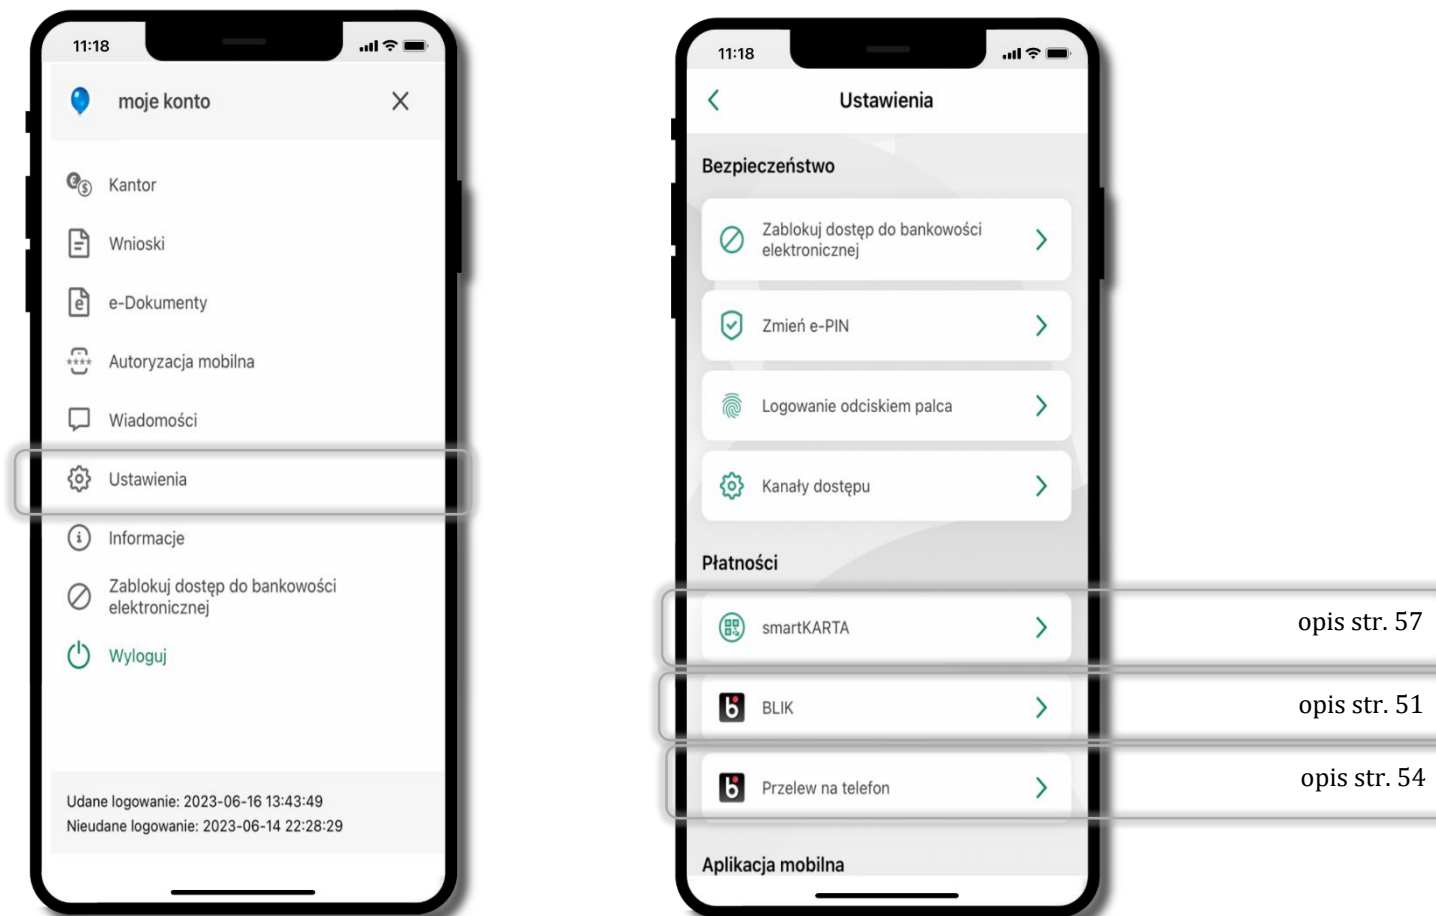 11:18
moje konto
Kantor
Wnioski
e-Dokumenty
Autoryzacja mobilna
Wiadomości
Ustawienia
Informacje
Zablokuj dostęp do bankowości
elektronicznej
Wyloguj
Udane logowanie: 2023-06-16 13:43:49
Nieudane logowanie: 2023-06-14 22:28:29
11:18
Ustawienia
Bezpieczeństwo
Zablokuj dostęp do bankowości
elektronicznej
Zmień e-PIN
Logowanie odciskiem palca
Kanały dostępu
Płatności
smartKARTA
opis str. 57
BLIK
opis str. 51
Przelew na telefon
opis str. 54
Aplikacja mobilna